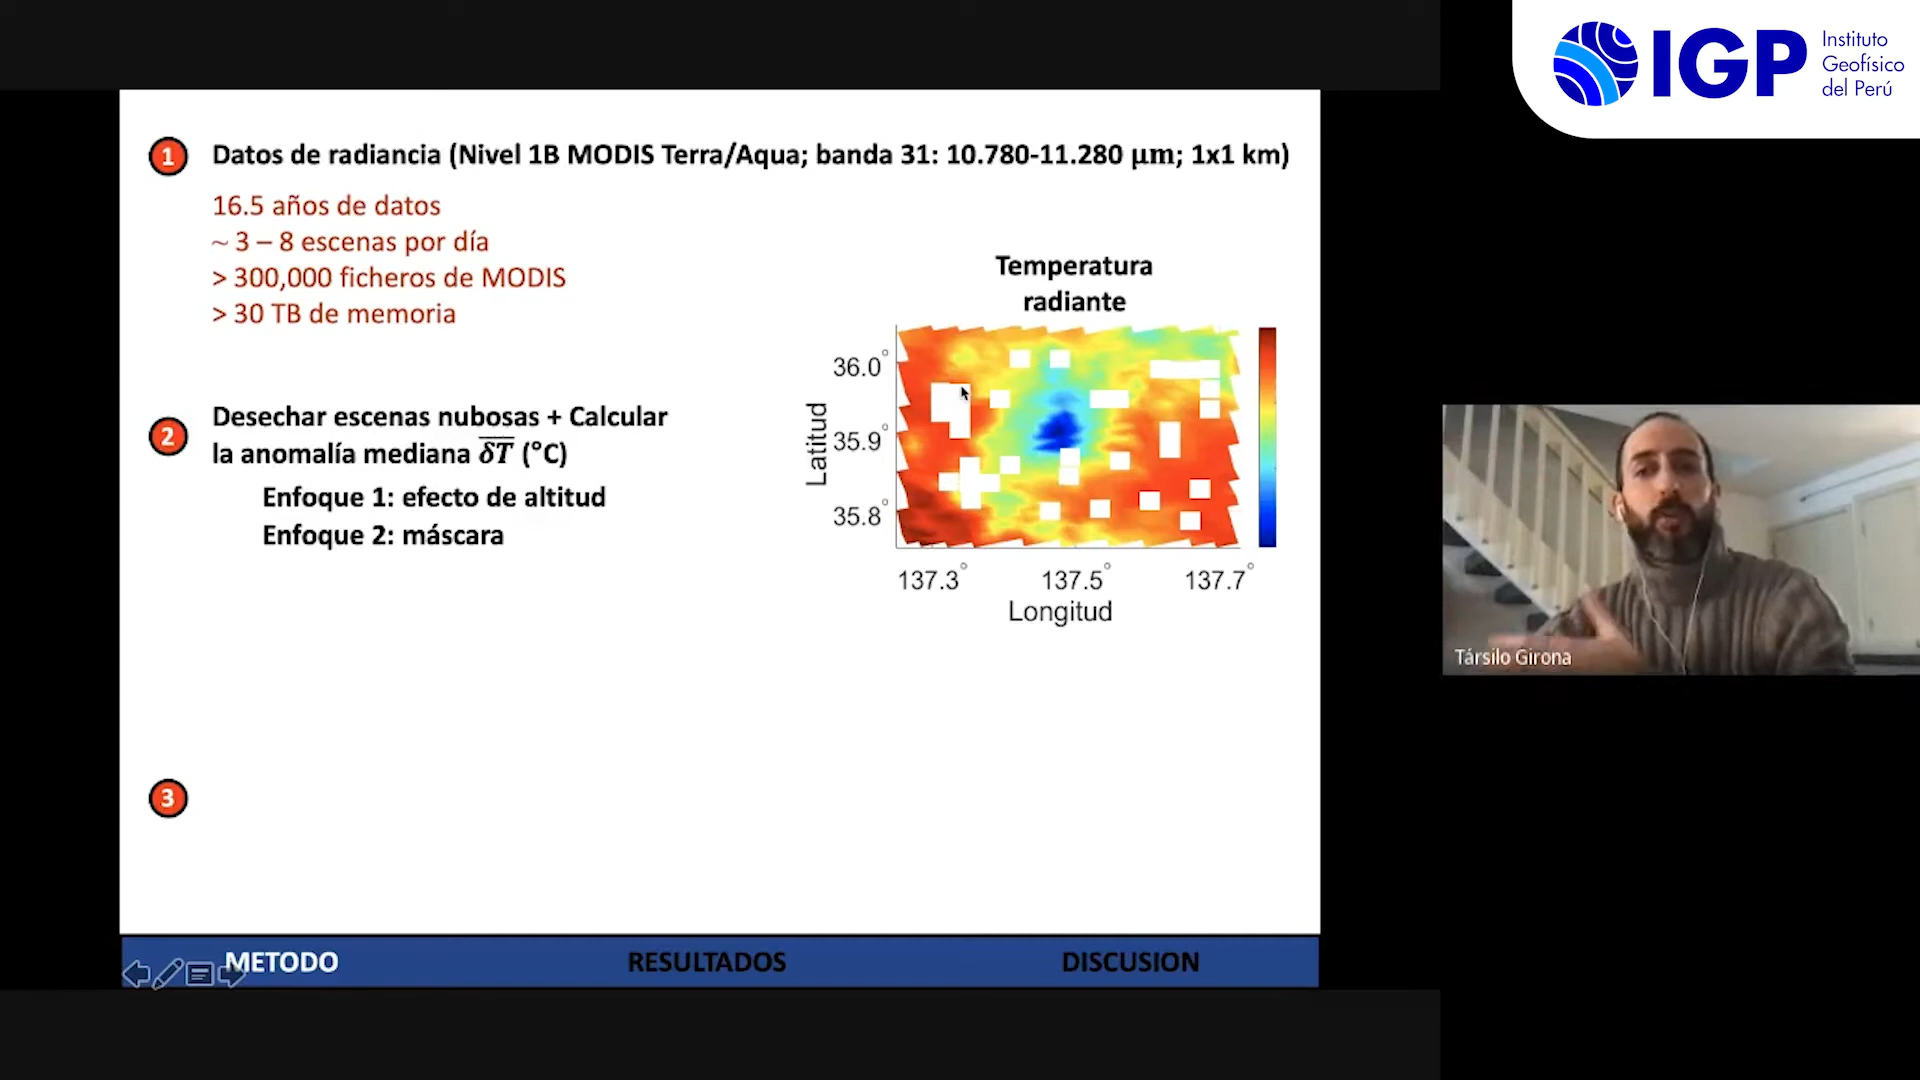 IGP
Instituto
Geofísico
del Perú
1
Datos de radiancia (Nivel 1B MODIS Terra/Aqua; banda 31: 10.780-11.280 μm; 1x1 km)
16.5 años de datos
~ 3 – 8 escenas por día
> 300,000 ficheros de MODIS
> 30 TB de memoria
2
Desechar escenas nubosas + Calcular
la anomalía mediana \overline{δT} (°C)
Enfoque 1: efecto de altitud
Enfoque 2: máscara
Temperatura
radiante
Latitud
36.0°
35.9°
35.8°
137.3° 137.5° 137.7°
Longitud
Társilo Girona
3
METODO RESULTADOS DISCUSION